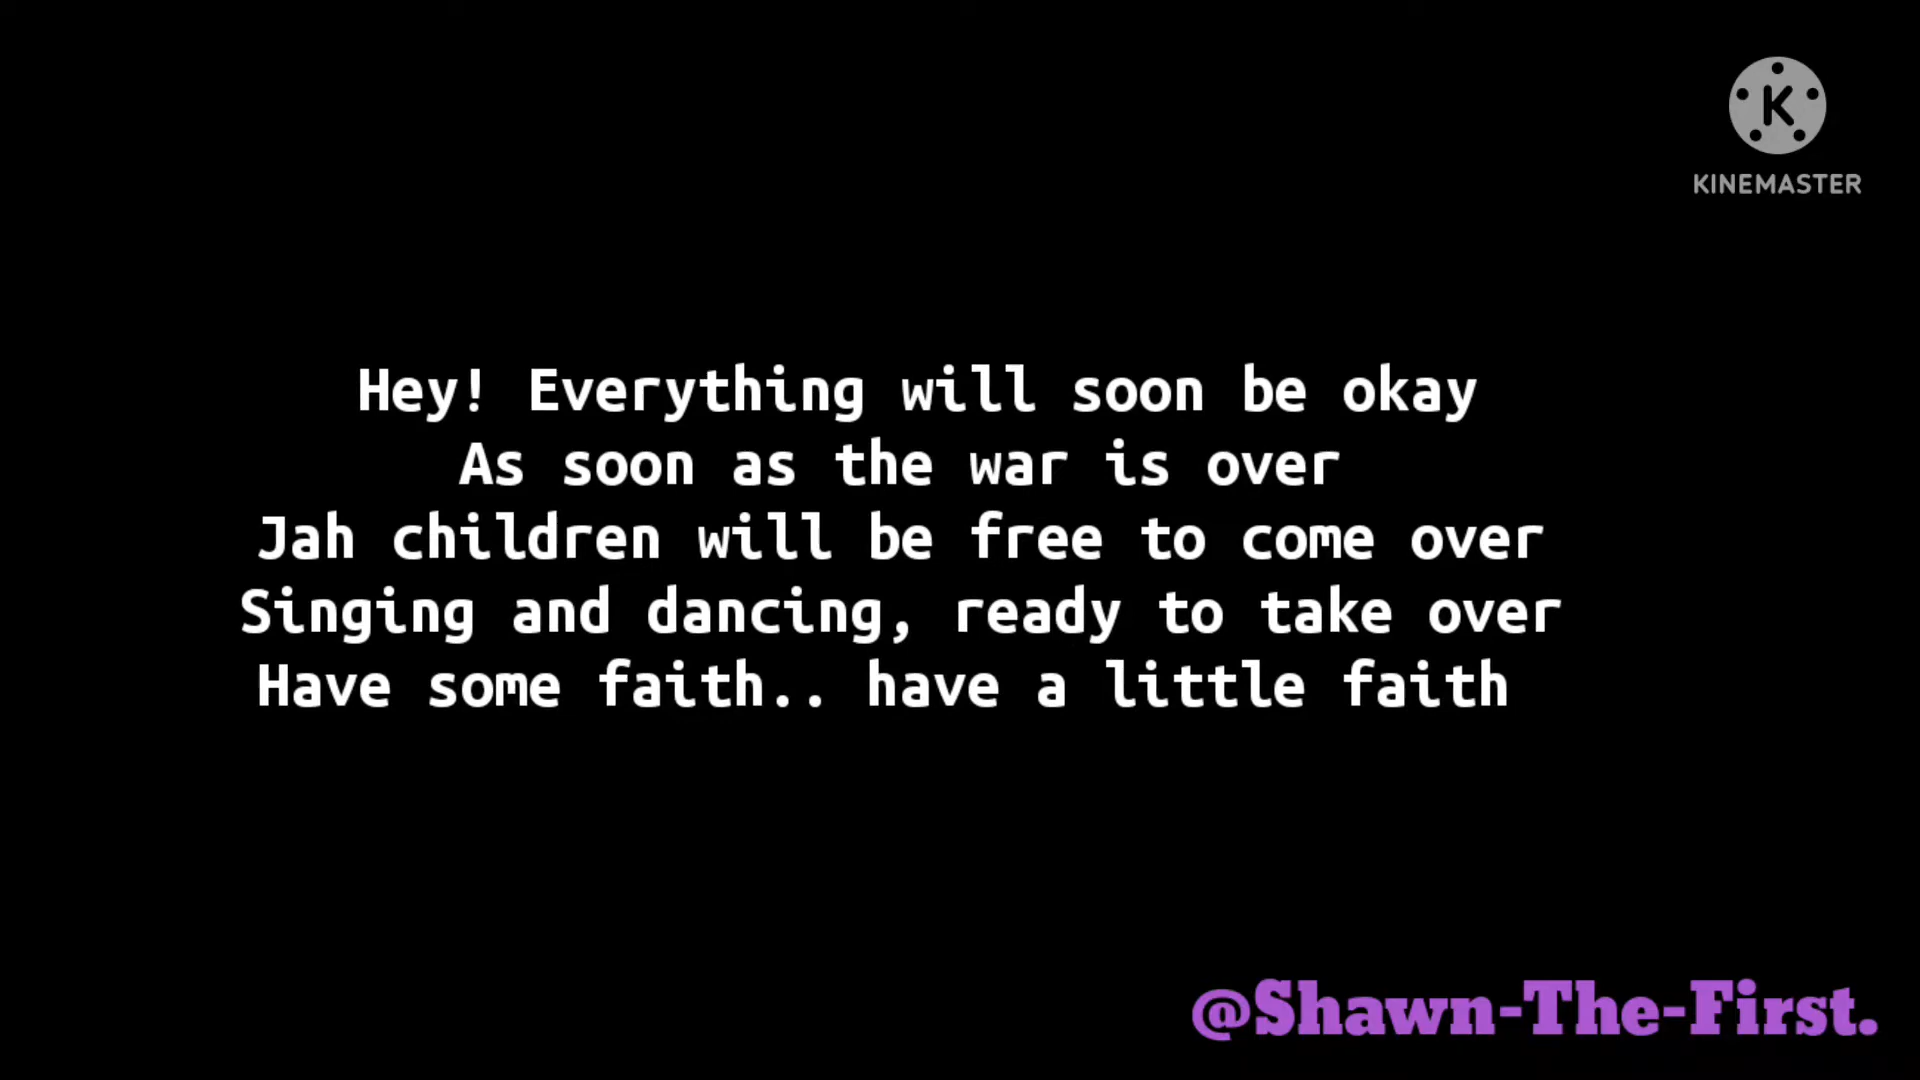 K
KINEMASTER
Hey! Everything will soon be okay
As soon as the war is over
Jah children will be free to come over
Singing and dancing, ready to take over
Have some faith.. have a little faith
@Shawn-The-First.